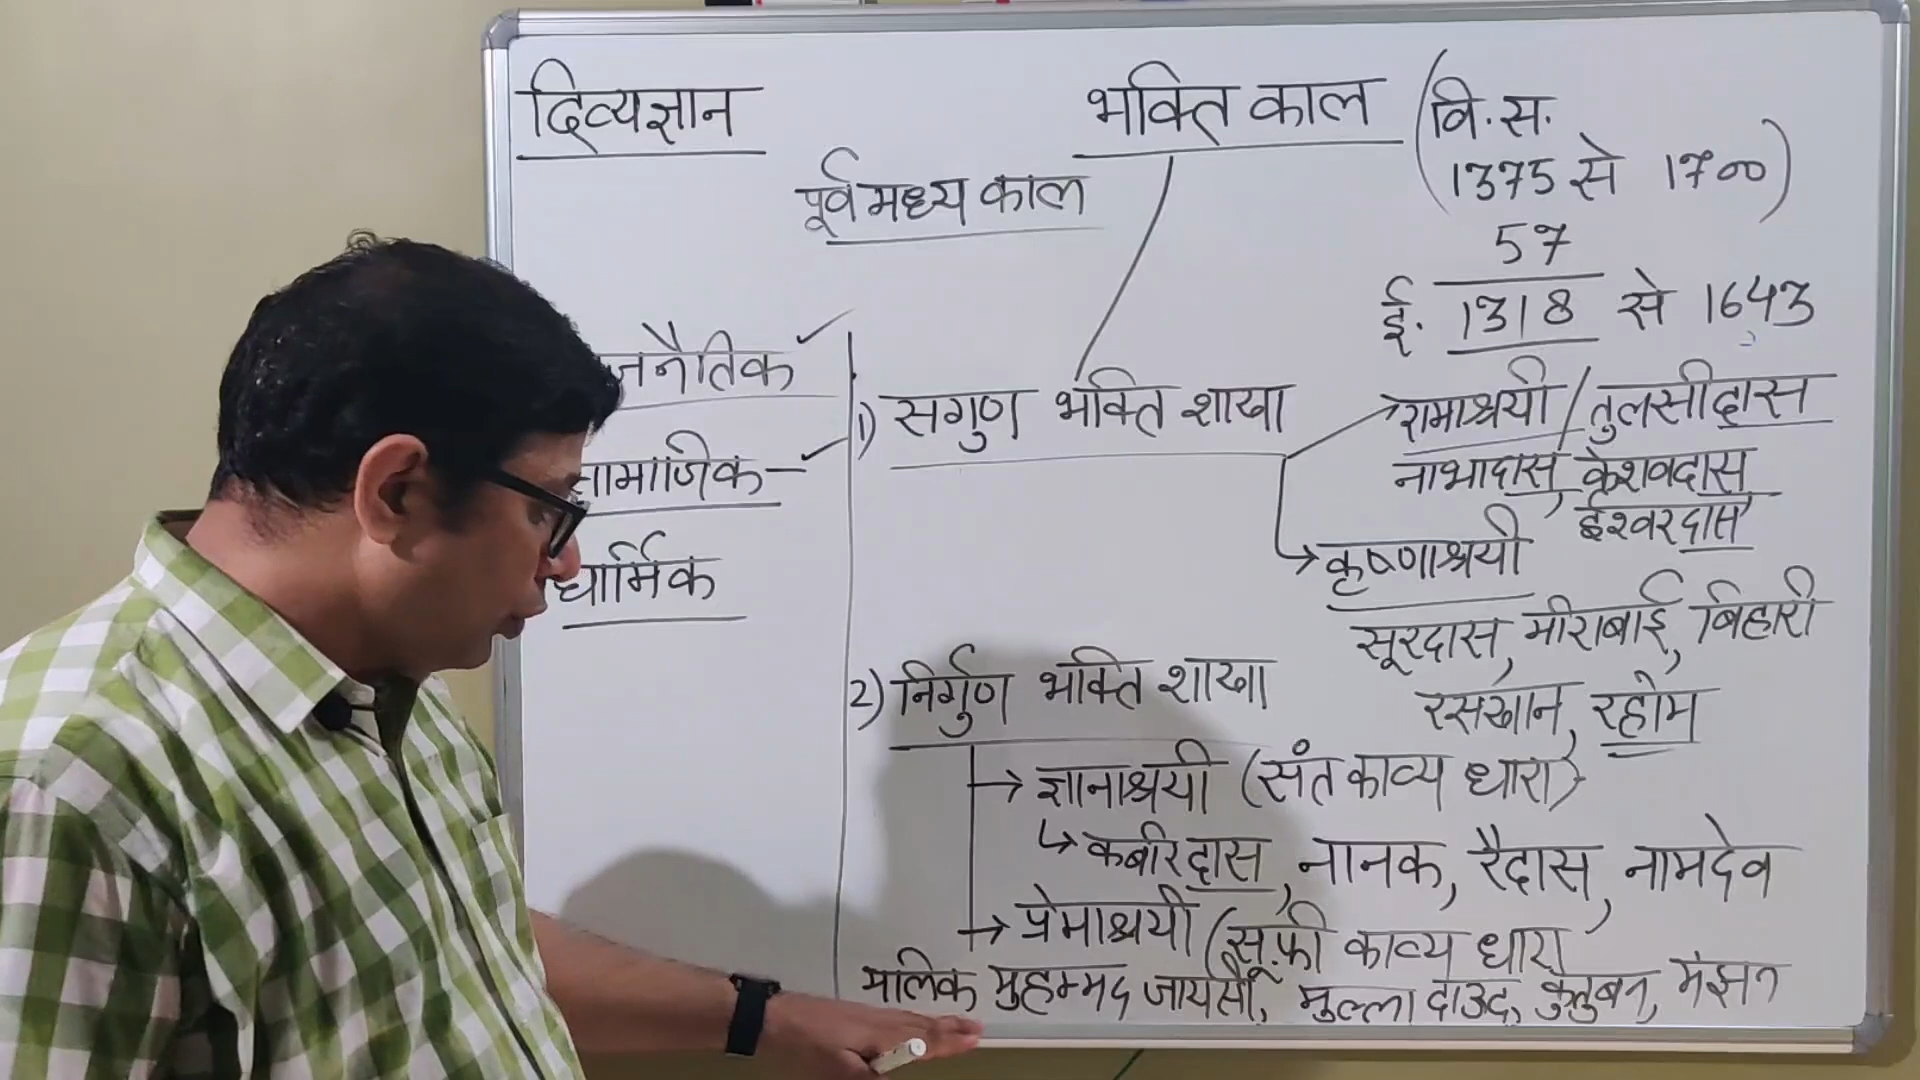 दिव्यज्ञान
भक्ति काल (वि.स.
1375 से 1700)
पूर्व मध्य काल
57
ई. 1318 से 1643
जनैतिक
सामाजिक
धार्मिक
1) सगुण भक्ति शाखा
रामाश्रयी / तुलसीदास
नाभादास, केशवदास,
ईश्वरदास
कृष्णाश्रयी
सूरदास, मीराबाई, बिहारी
रसखान, रहीम
2) निर्गुण भक्ति शाखा
ज्ञानाश्रयी (संत काव्य धारा)
कबीरदास, नानक, रैदास, नामदेव
प्रेमाश्रयी (सूफ़ी काव्य धारा
मलिक मुहम्मद जायसी, मुल्ला दाउद, कुतुबन, मंझन